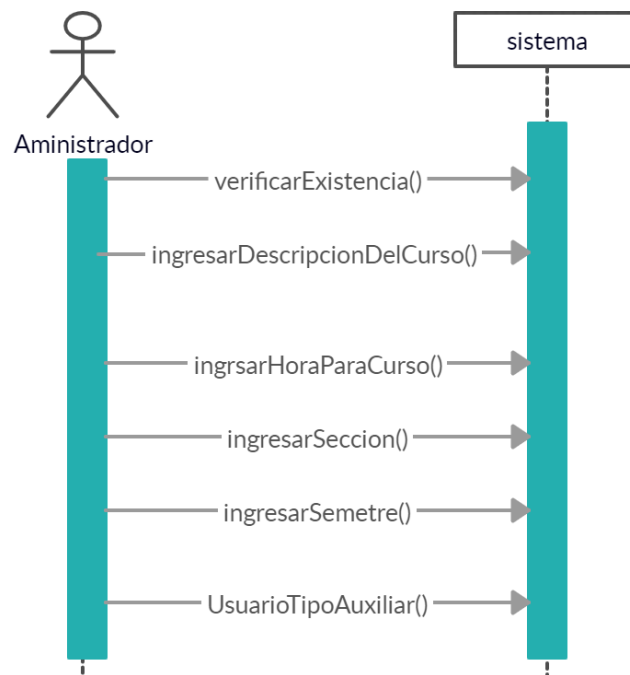 sistema
Aministrador
verificarExistencia()
ingresarDescripcionDelCurso()
ingrsarHoraParaCurso()
ingresarSeccion()
ingresarSemetre()
UsuarioTipoAuxiliar()